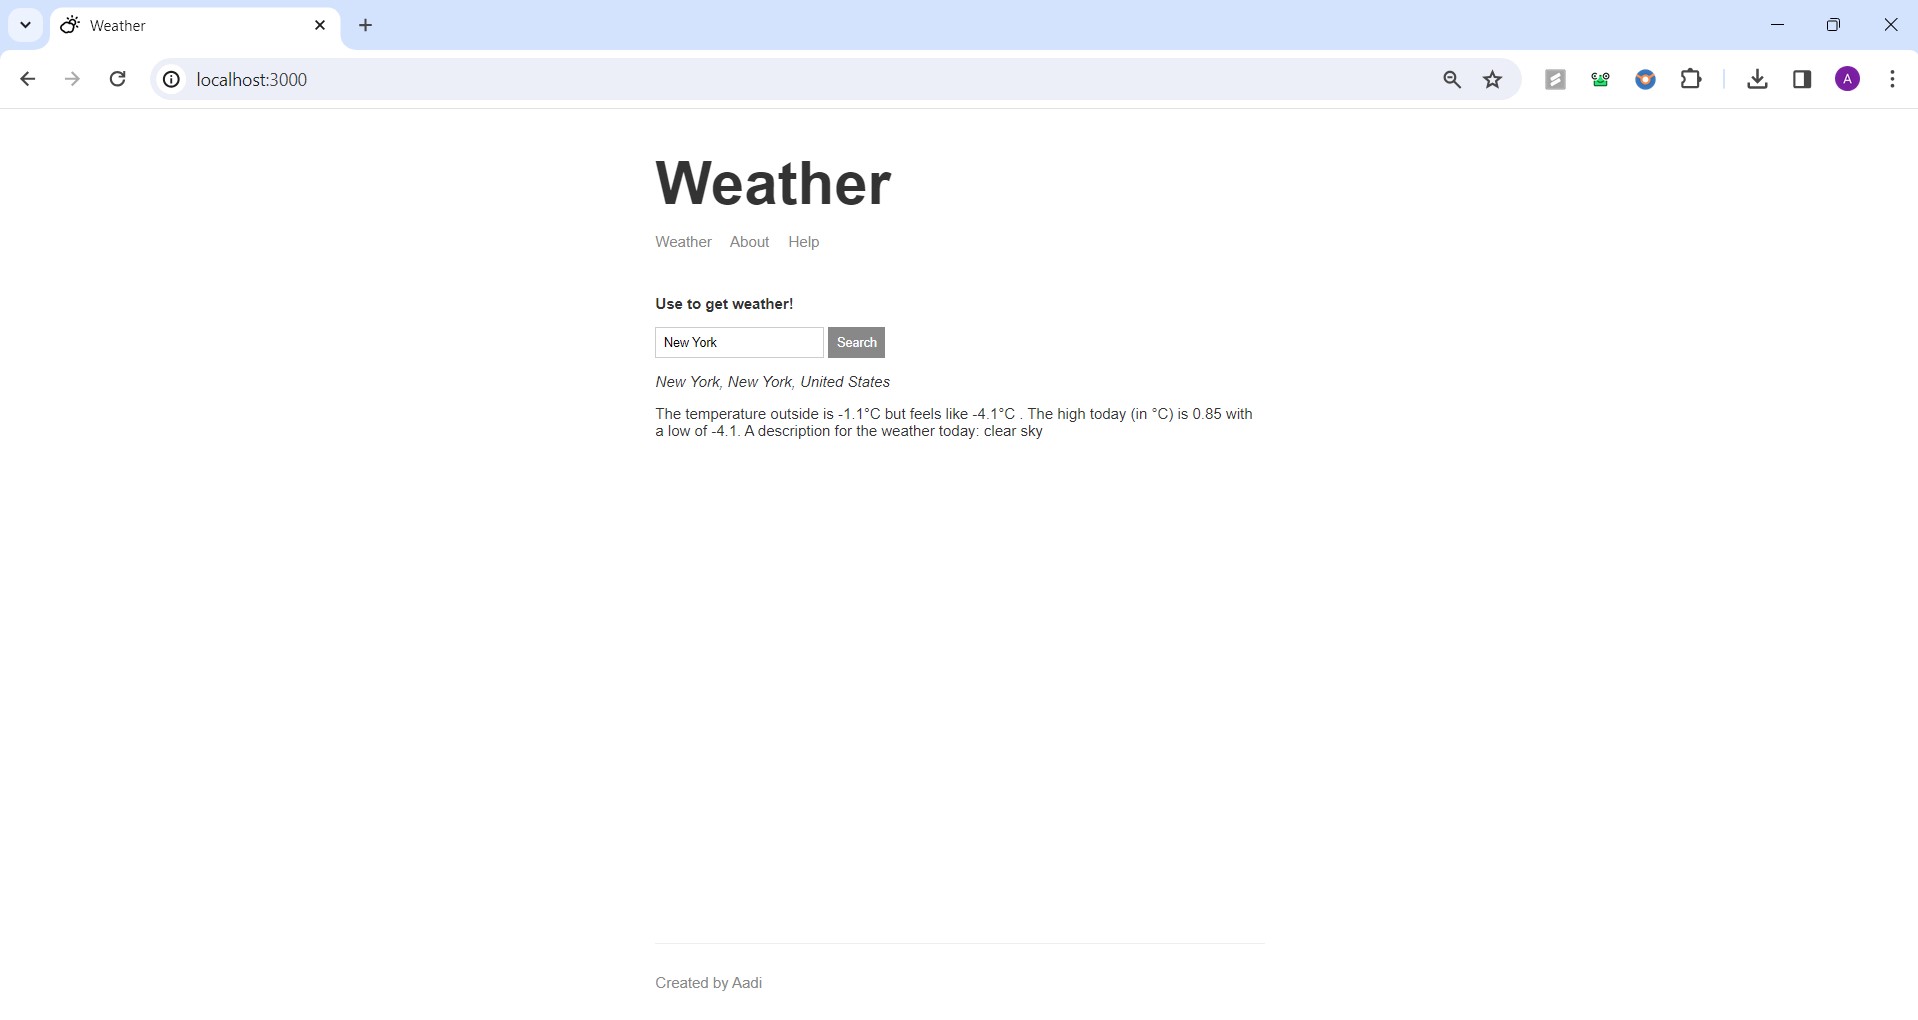 Weather
localhost:3000
A
Weather
Weather About Help
Use to get weather!
New York Search
New York, New York, United States
The temperature outside is -1.1°C but feels like -4.1°C . The high today (in °C) is 0.85 with
a low of -4.1. A description for the weather today: clear sky
Created by Aadi